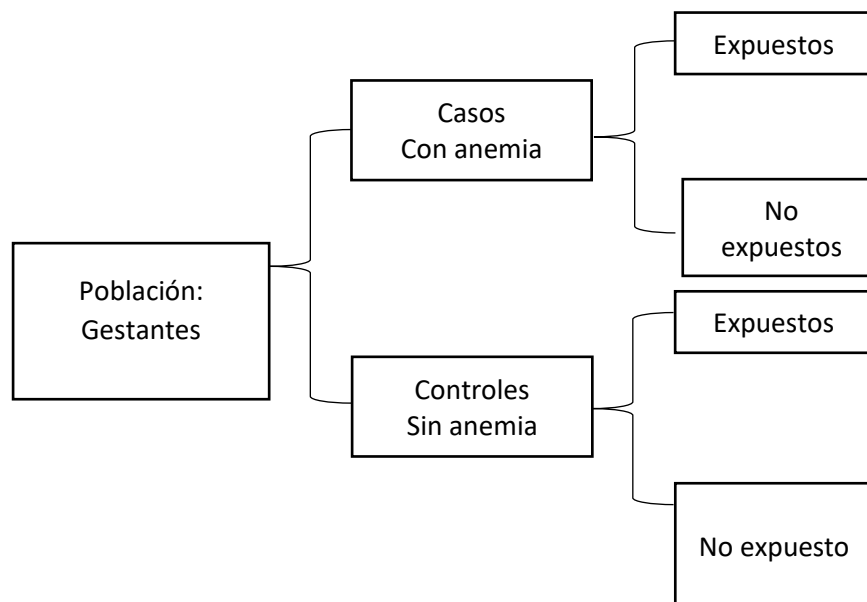 Población:
Gestantes
Casos
Con anemia
Expuestos
No
expuestos
Controles
Sin anemia
Expuestos
No expuesto